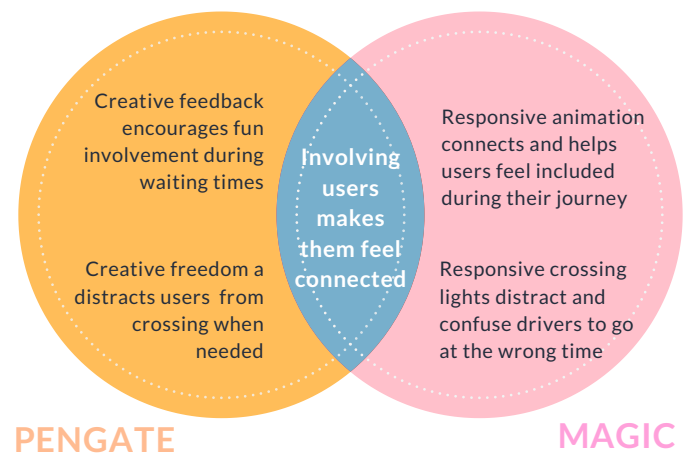 Creative feedback
encourages fun
involvement during
waiting times
Creative freedom a
distracts users from
crossing when
needed
Involving
users
makes
them feel
connected
Responsive animation
connects and helps
users feel included
during their journey
Responsive crossing
lights distract and
confuse drivers to go
at the wrong time
PENGATE
MAGIC